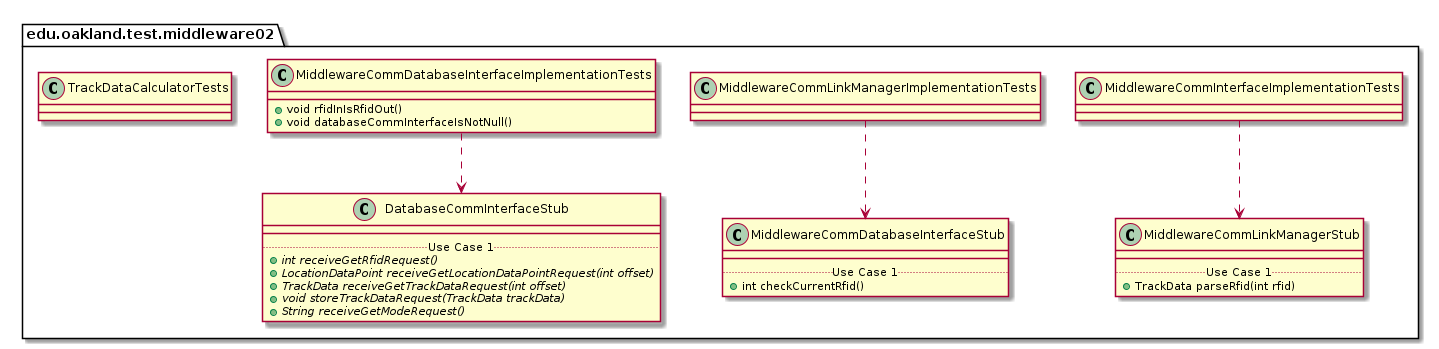 edu.oakland.test.middleware02
C TrackDataCalculatorTests
C MiddlewareCommDatabaseInterfaceImplementationTests
void rfidInIsRfidOut()
void databaseCommInterfaceIsNotNull()
C MiddlewareCommLinkManagerImplementationTests
C MiddlewareCommInterfaceImplementationTests
C DatabaseCommInterfaceStub
Use Case 1
int receiveGetRfidRequest()
LocationDataPoint receiveGetLocationDataPointRequest(int offset)
TrackData receiveGetTrackDataRequest(int offset)
void storeTrackDataRequest(TrackData trackData)
String receiveGetModeRequest()
C MiddlewareCommDatabaseInterfaceStub
Use Case 1
int checkCurrentRfid()
C MiddlewareCommLinkManagerStub
Use Case 1
TrackData parseRfid(int rfid)